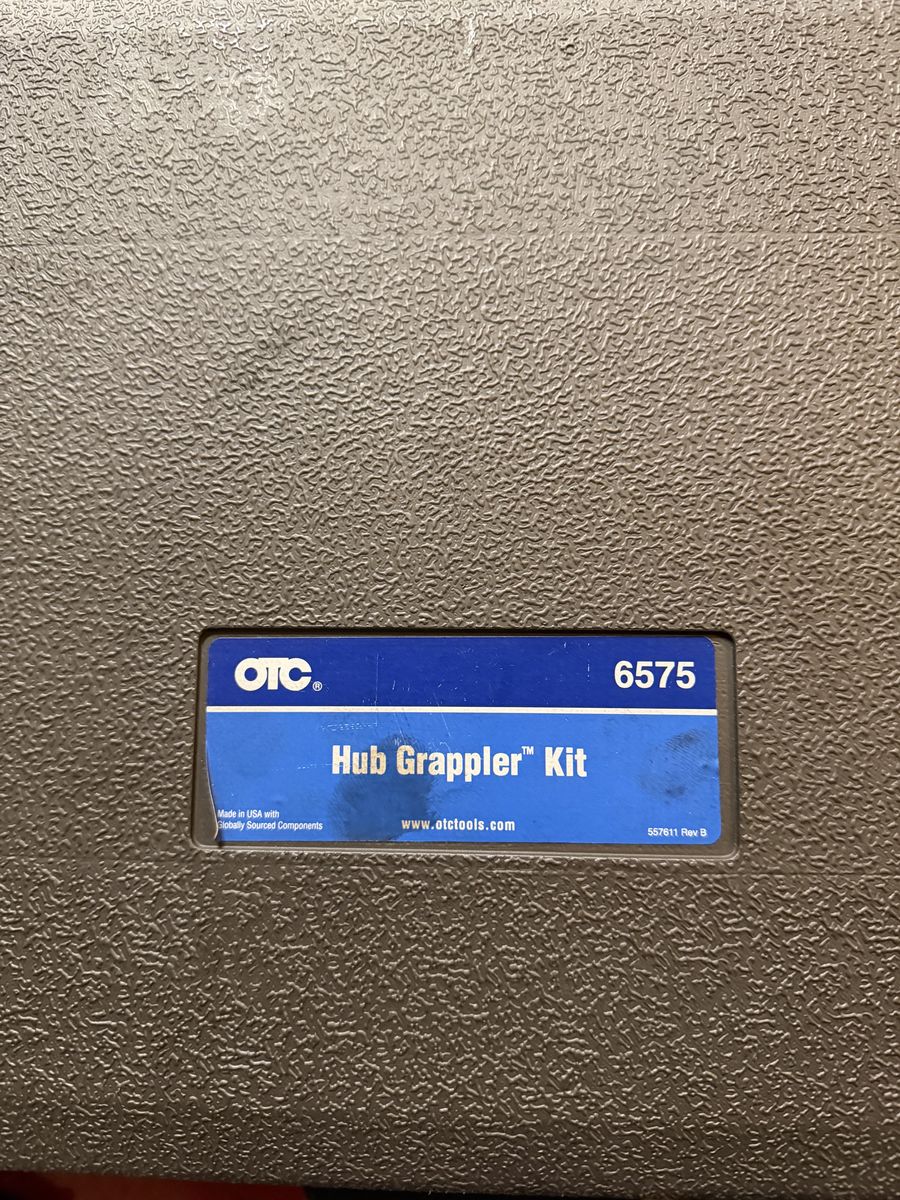 OTC® 6575
Hub Grappler™ Kit
Made in USA with
Globally Sourced Components
www.otctools.com
557611 Rev B